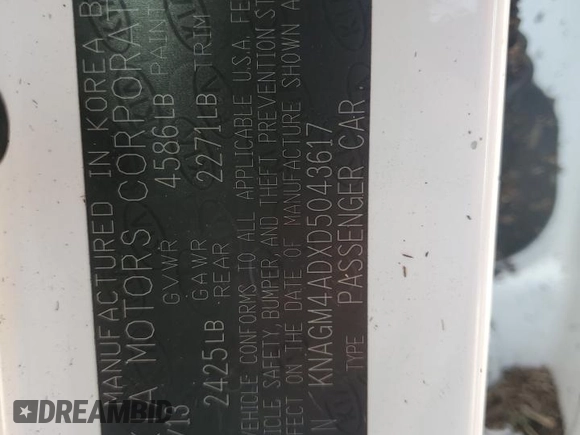 MANUFACTURED IN KOREA B
A MOTORS CORPORAT
GVWR 4586LB PAINT
/13
2425LB GAWR REAR 2271LB TRIM
VEHICLE CONFORMS TO ALL APPLICABLE U.S.A. FE
ICLE SAFETY, BUMPER, AND THEFT PREVENTION ST
FECT ON THE DATE OF MANUFACTURE SHOWN A
N KNAGM4ADXD5043617
TYPE PASSENGER CAR
DREAMBID